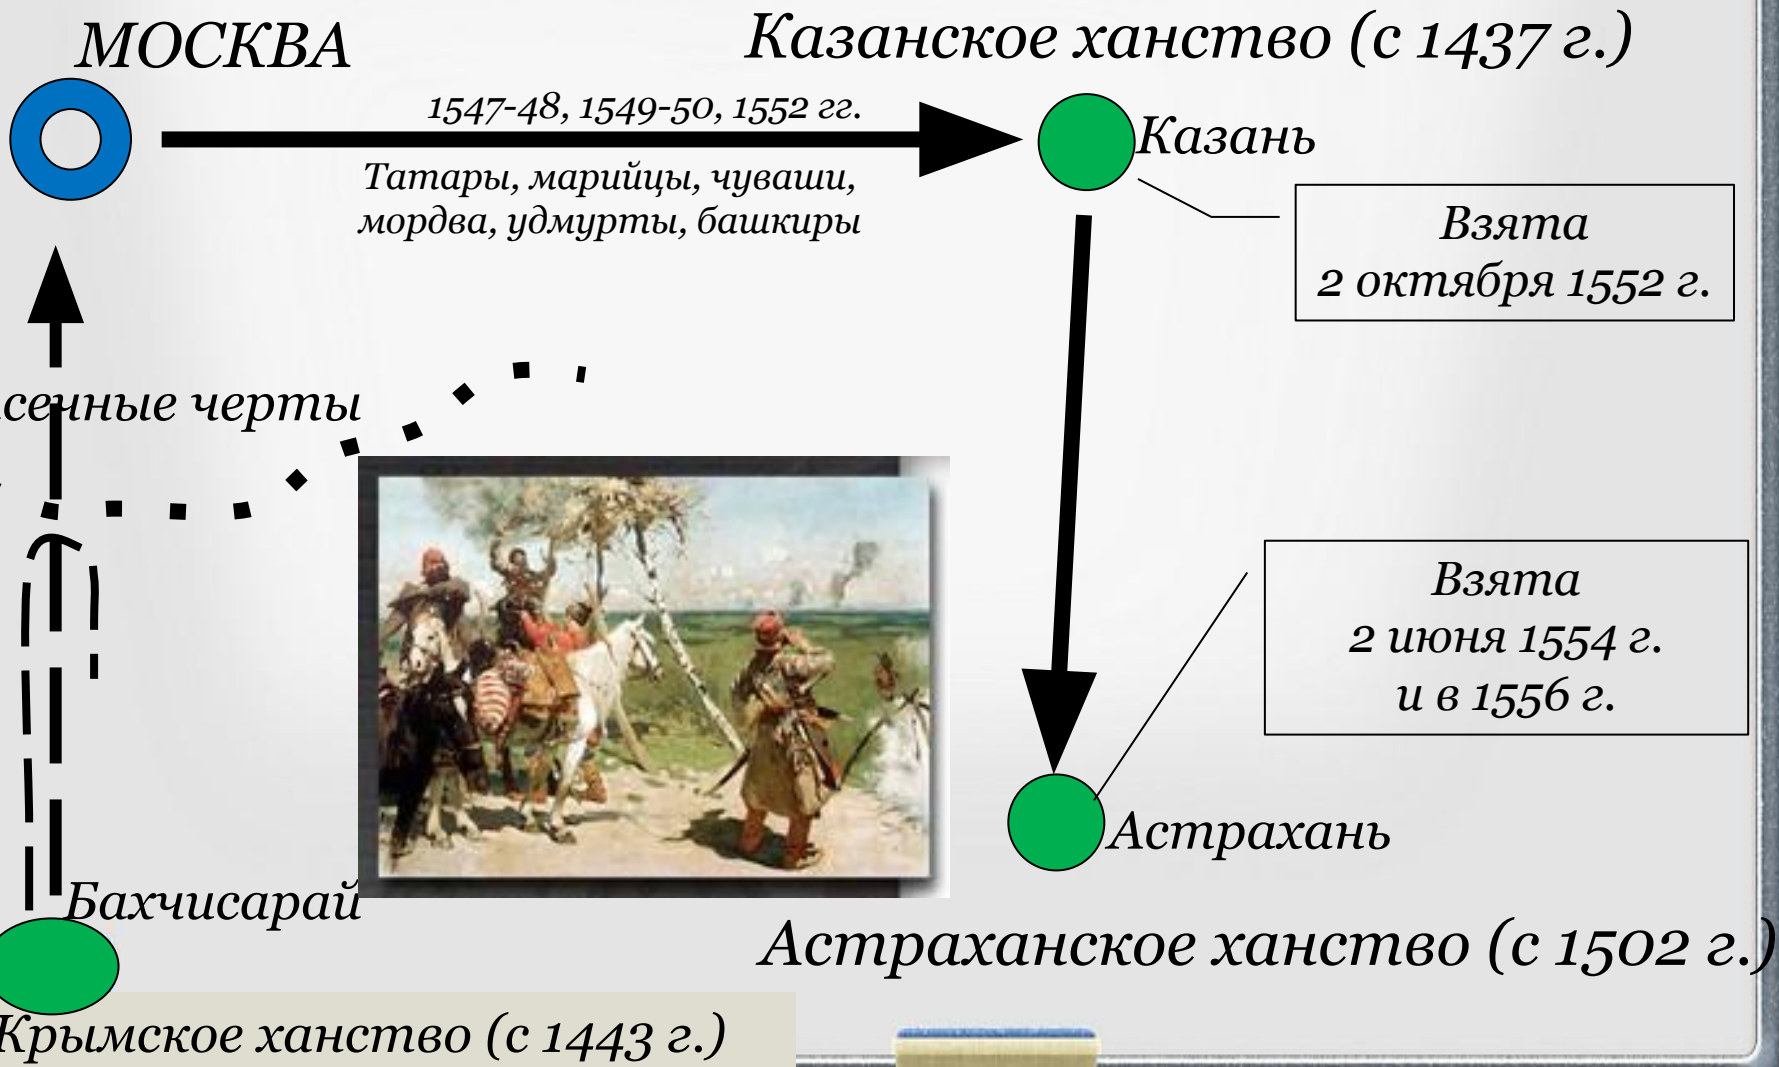 МОСКВА
Казанское ханство (с 1437 г.)
1547-48, 1549-50, 1552 гг.
Татары, марийцы, чуваши,
мордва, удмурты, башкиры
Казань
Взята
2 октября 1552 г.
черты
Взята
2 июня 1554 г.
и в 1556 г.
Астрахань
Бахчисарай
Астраханское ханство (с 1502 г.)
Крымское ханство (с 1443 г.)